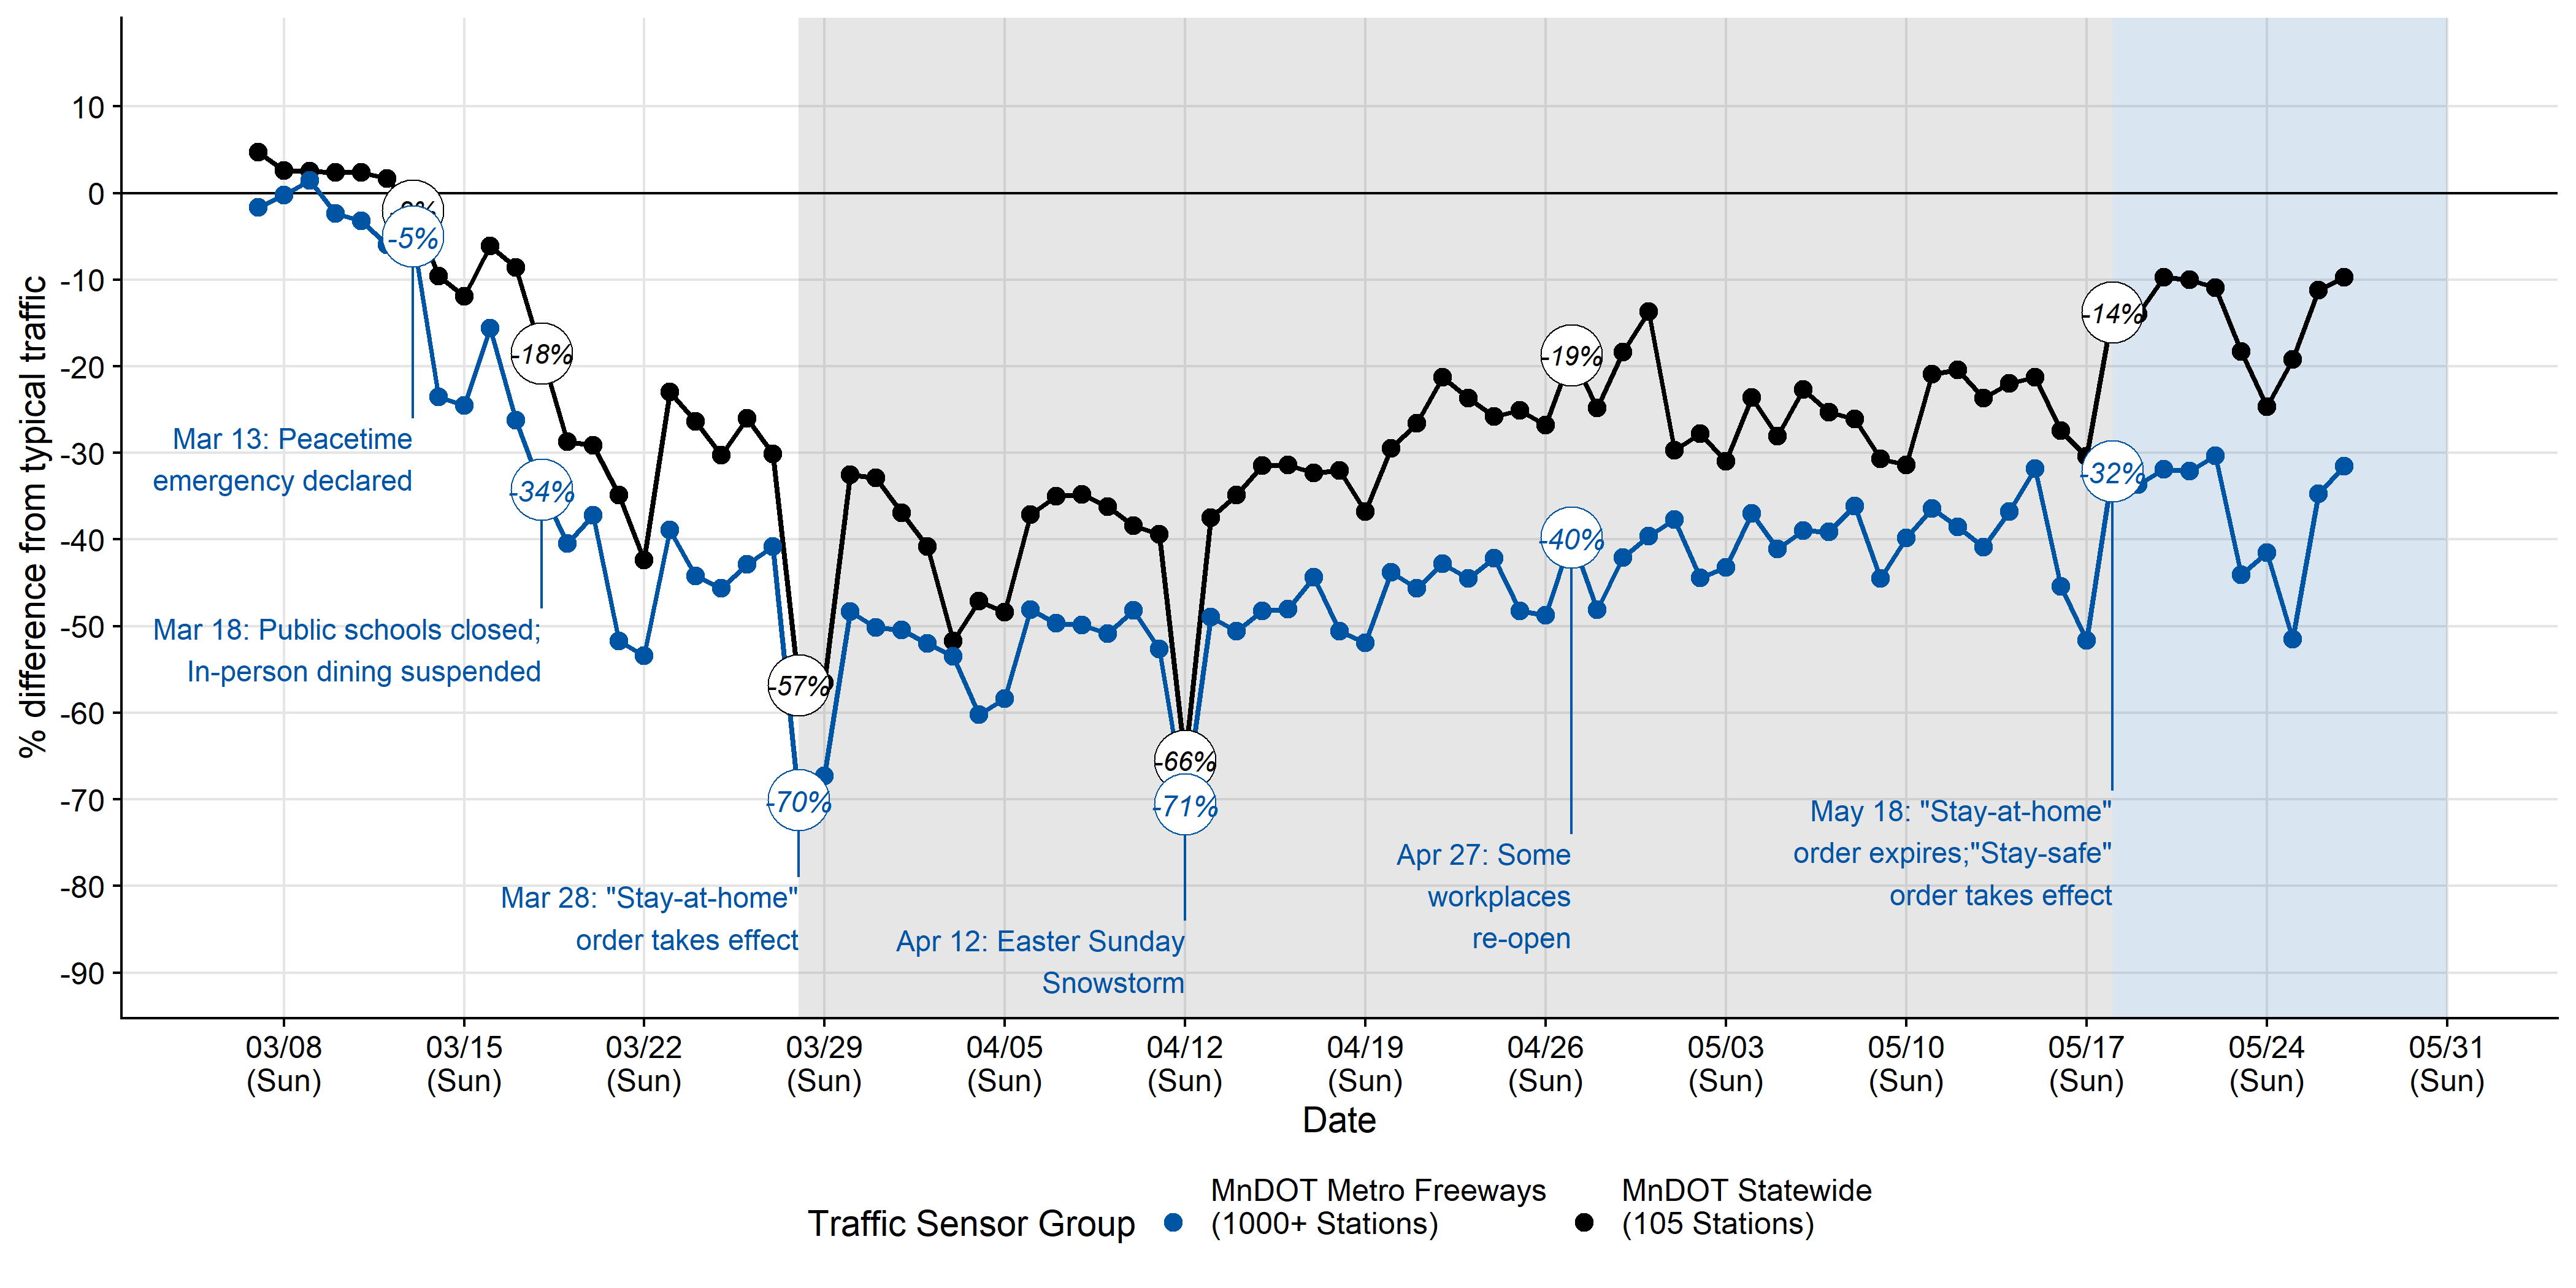 % difference from typical traffic
10
0
-10
-20
-30
-40
-50
-60
-70
-80
-90
-5%
-18%
-34%
-57%
-70%
-66%
-71%
-19%
-40%
-14%
-32%
Mar 13: Peacetime
emergency declared
Mar 18: Public schools closed;
In-person dining suspended
Mar 28: "Stay-at-home"
order takes effect
Apr 12: Easter Sunday
Snowstorm
Apr 27: Some
workplaces
re-open
May 18: "Stay-at-home"
order expires;"Stay-safe"
order takes effect
03/08 03/15 03/22 03/29 04/05 04/12 04/19 04/26 05/03 05/10 05/17 05/24 05/31
(Sun) (Sun) (Sun) (Sun) (Sun) (Sun) (Sun) (Sun) (Sun) (Sun) (Sun) (Sun) (Sun)
Date
Traffic Sensor Group
MnDOT Metro Freeways
(1000+ Stations)
MnDOT Statewide
(105 Stations)